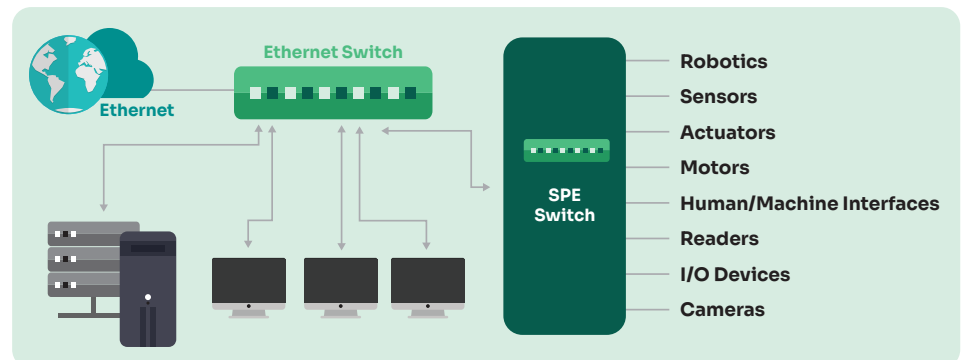 Ethernet Switch
Ethernet
SPE
Switch
Robotics
Sensors
Actuators
Motors
Human/Machine Interfaces
Readers
I/O Devices
Cameras